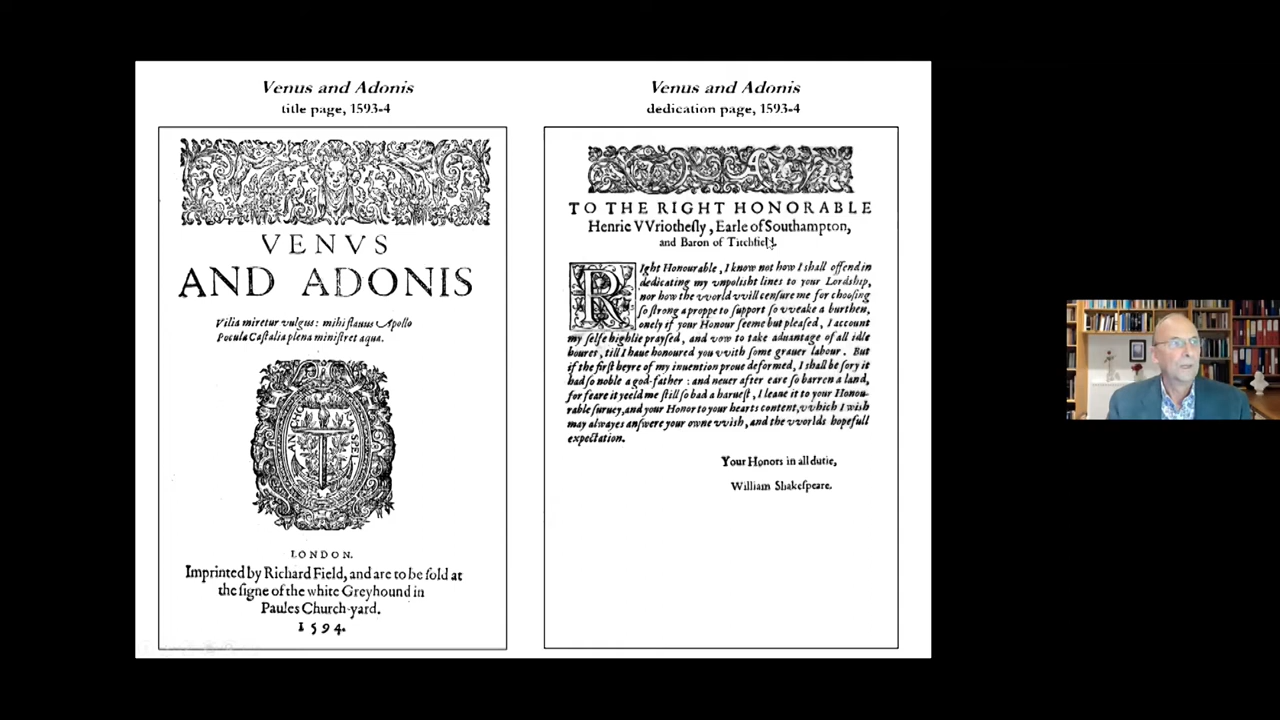 Venus and Adonis
title page, 1593-4
VENVS
AND ADONIS
Vilia miretur vulgus: mihi flauus Apollo
Pocula Castalia plena ministret aqua.
LONDON.
Imprinted by Richard Field, and are to be ſold at
the ſigne of the white Greyhound in
Paules Church-yard.
1594.
Venus and Adonis
dedication page, 1593-4
TO THE RIGHT HONORABLE
Henrie VVriotheſly, Earle of Southampton,
and Baron of Titchfield.
Right Honourable, I know not how I shall offend in
dedicating my vnpolisht lines to your Lordship,
nor how the vvorld vvill cenſure me for chooſing
ſo ſtrong a proppe to ſupport ſo vveake a burthen,
onely if your Honour ſeeme but pleaſed, I account
my ſelfe highlie prayſed, and vow to take aduantage of all idle
houres, till I haue honoured you vvith ſome grauer labour. But
if the firſt heyre of my inuention proue deformed, I shall be ſory it
had ſo noble a god-father: and neuer after eare ſo barren a land,
for feare it yeeld me ſtill ſo bad a harueſt, I leaue it to your Honou-
rable ſuruey, and your Honor to your hearts content, vvhich I wish
may alwayes anſwere your owne vvish, and the vvorlds hopefull
expectation.
Your Honors in all dutie,
William Shakeſpeare.